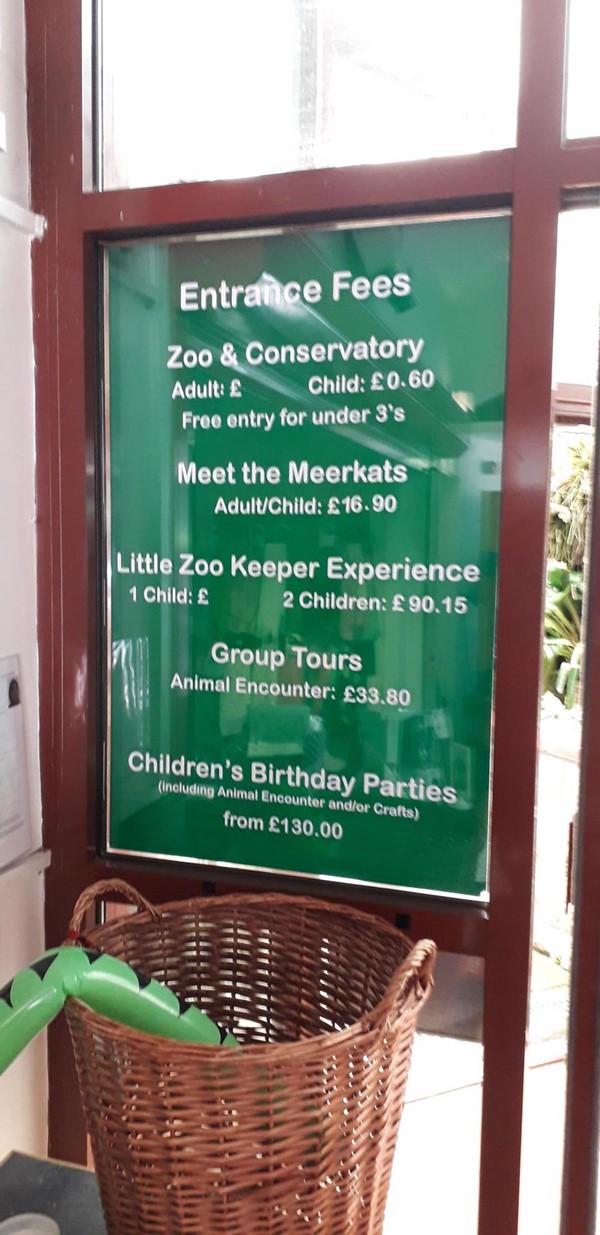 Entrance Fees
Zoo & Conservatory
Adult: £ Child: £0.60
Free entry for under 3's
Meet the Meerkats
Adult/Child: £16.90
Little Zoo Keeper Experience
1 Child: £ 2 Children: £90.15
Group Tours
Animal Encounter: £33.80
Children's Birthday Parties
(including Animal Encounter and/or Crafts)
from £130.00